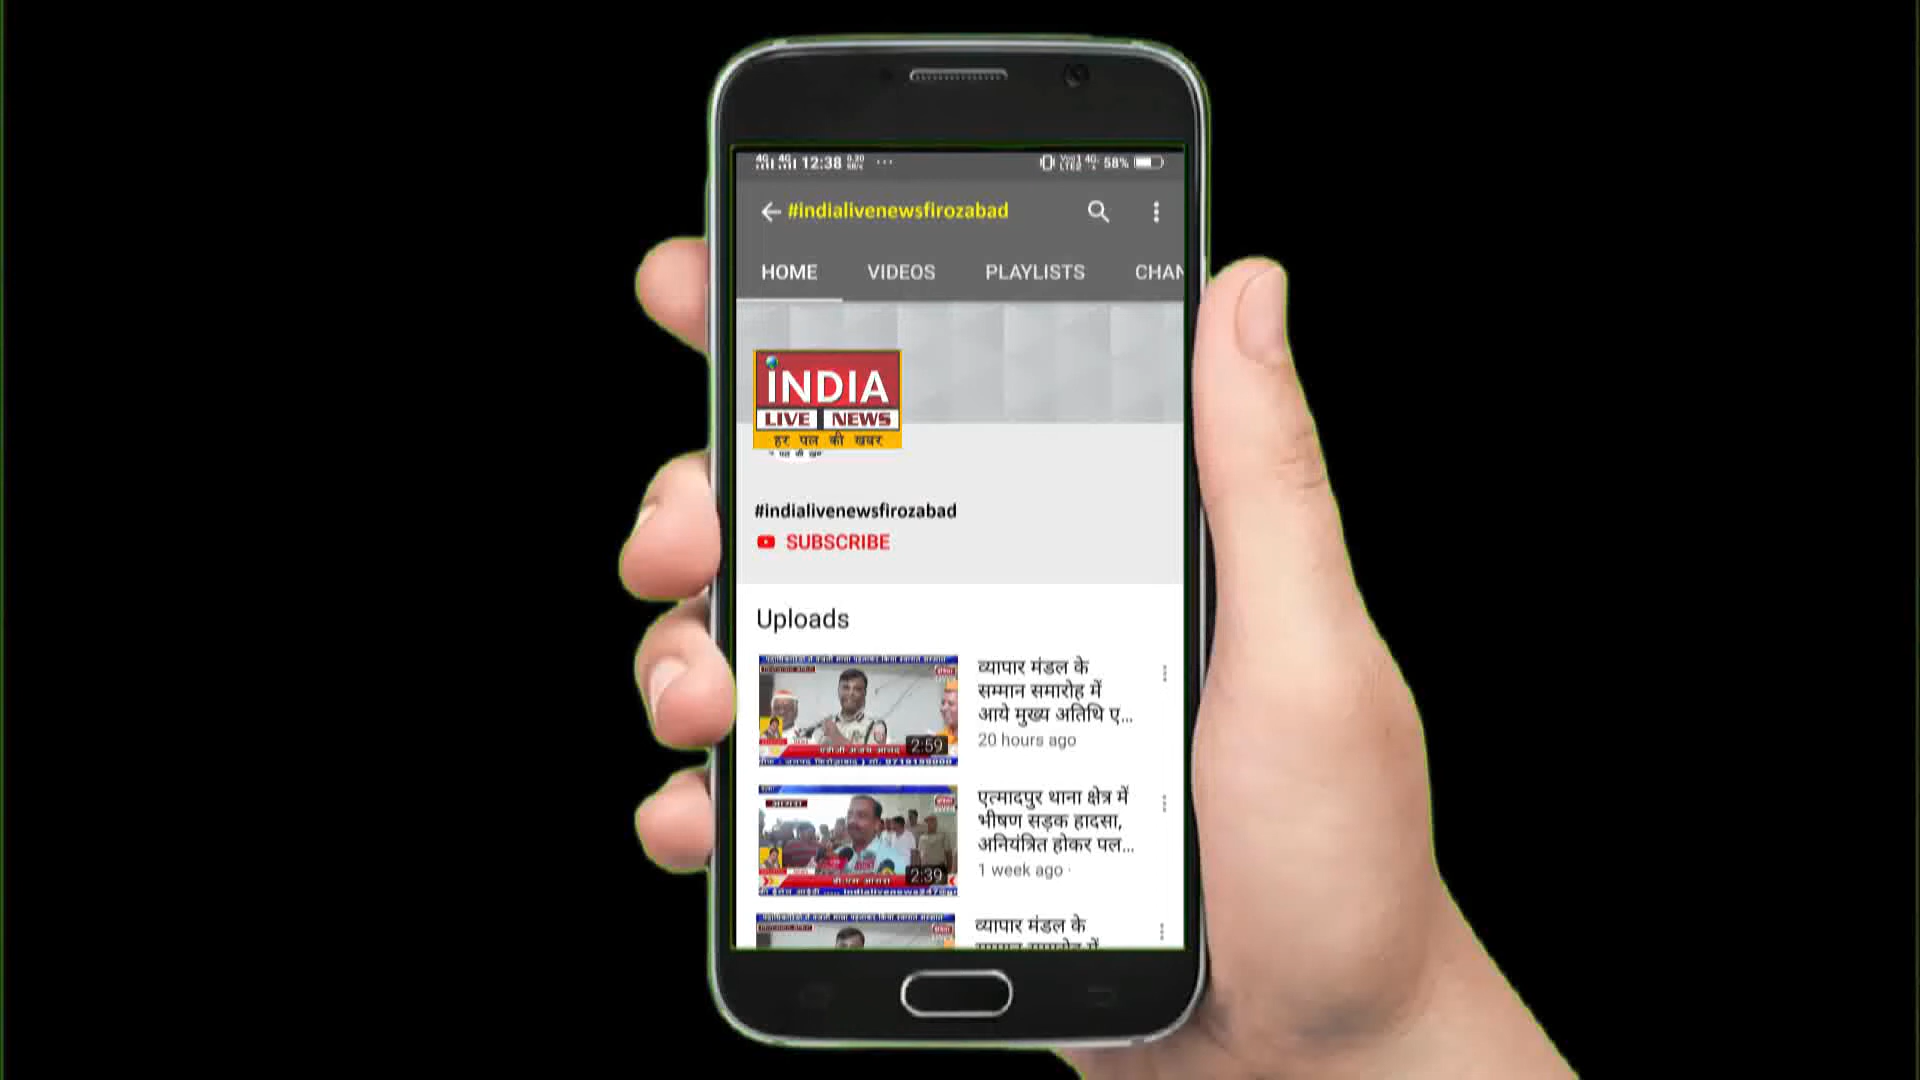 12:38
58%
#indialivenewsfirozabad
HOME VIDEOS PLAYLISTS CHAN
INDIA
LIVE NEWS
हर पल की खबर
#indialivenewsfirozabad
SUBSCRIBE
Uploads
व्यापार मंडल के
सम्मान समारोह में
आये मुख्य अतिथि ए...
20 hours ago
2:59
एत्मादपुर थाना क्षेत्र में
भीषण सड़क हादसा,
अनियंत्रित होकर पल...
1 week ago
आगरा
2:39
व्यापार मंडल के